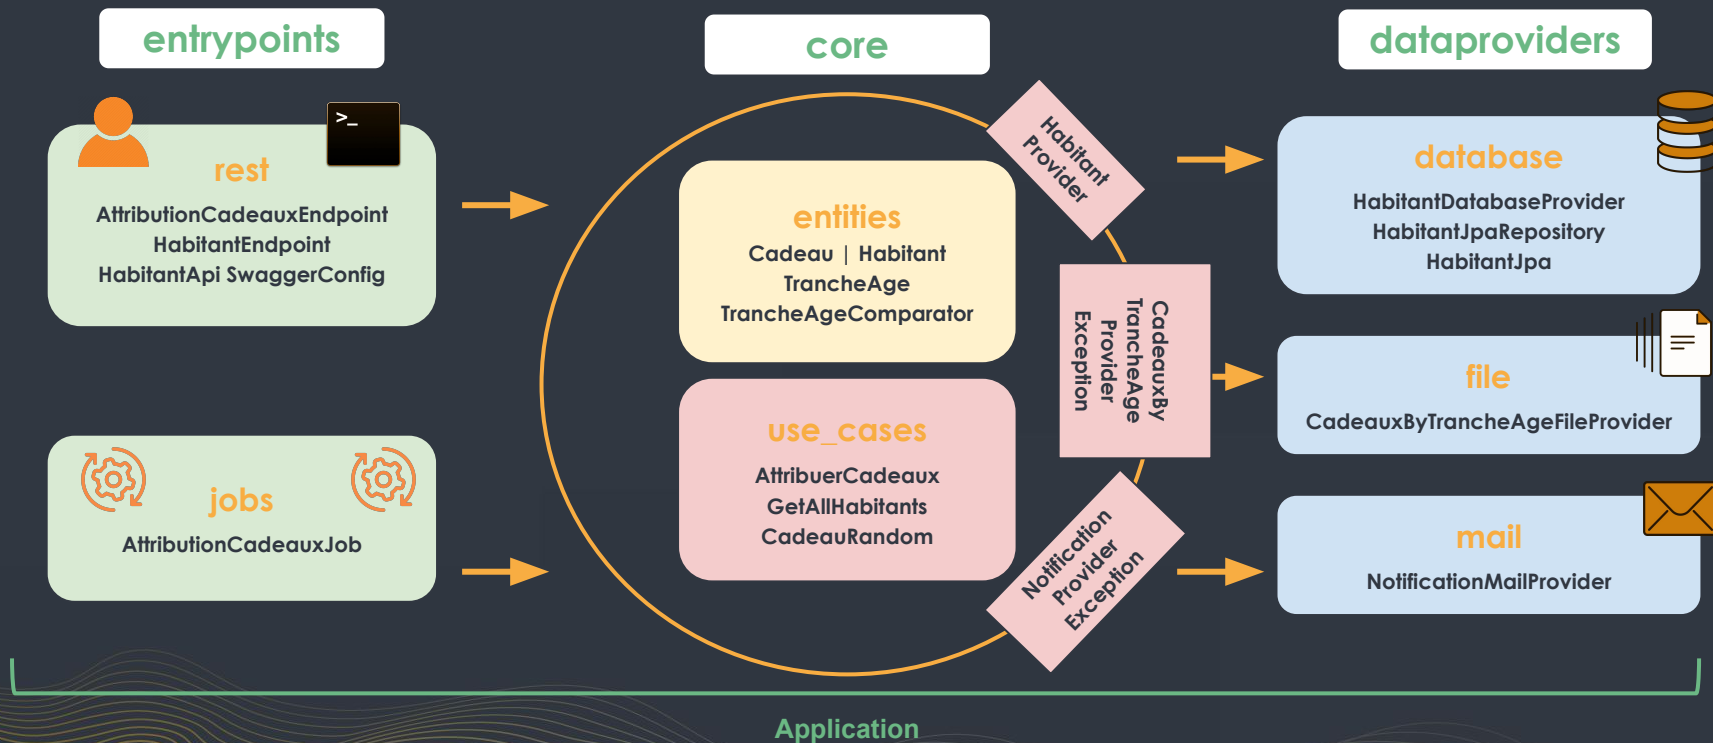 entrypoints
core
dataproviders
>_
rest
AttributionCadeauxEndpoint
HabitantEndpoint
HabitantApi SwaggerConfig
jobs
AttributionCadeauxJob
entities
Cadeau | Habitant
TrancheAge
TrancheAgeComparator
use_cases
AttribuerCadeaux
GetAllHabitants
CadeauRandom
Habitant
Provider
CadeauxBy
TrancheAge
Provider
Exception
Notification
Provider
Exception
database
HabitantDatabaseProvider
HabitantJpaRepository
HabitantJpa
file
CadeauxByTrancheAgeFileProvider
mail
NotificationMailProvider
Application